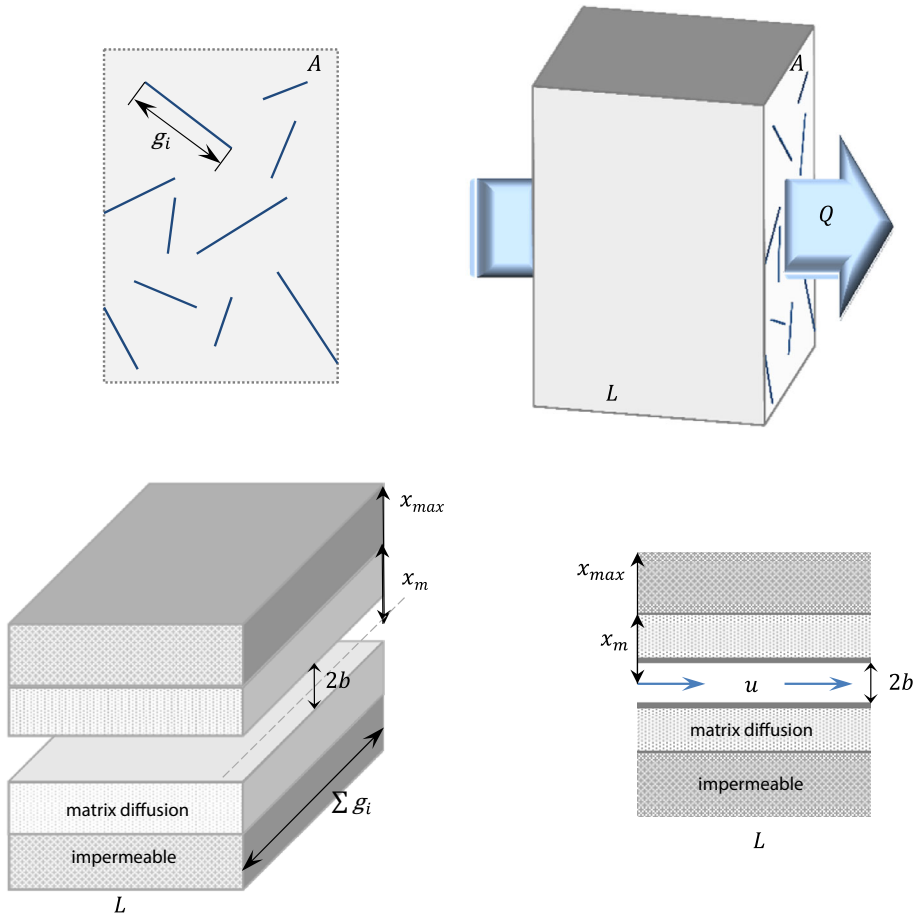 A
g_i
A
Q
L
x_max
x_m
2b
∑ g_i
matrix diffusion
impermeable
L
x_max
x_m
u
2b
matrix diffusion
impermeable
L